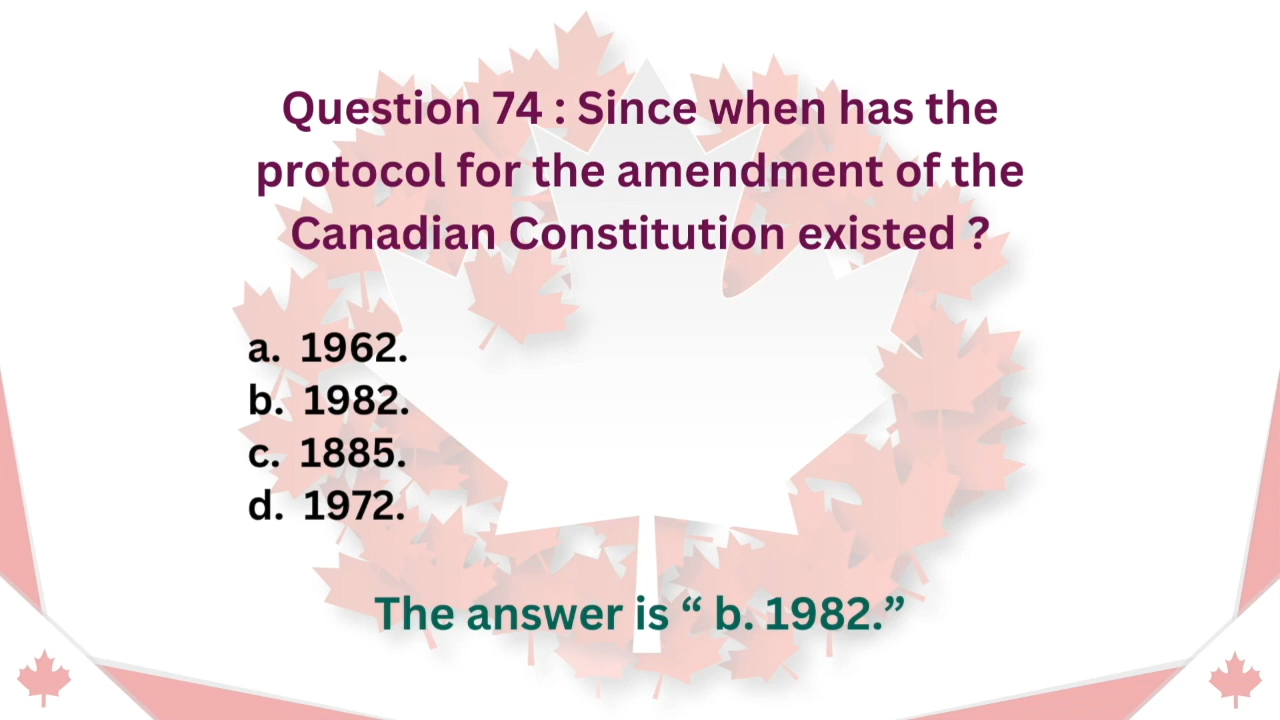 Question 74 : Since when has the
protocol for the amendment of the
Canadian Constitution existed ?
a. 1962.
b. 1982.
c. 1885.
d. 1972.
The answer is “ b. 1982.”